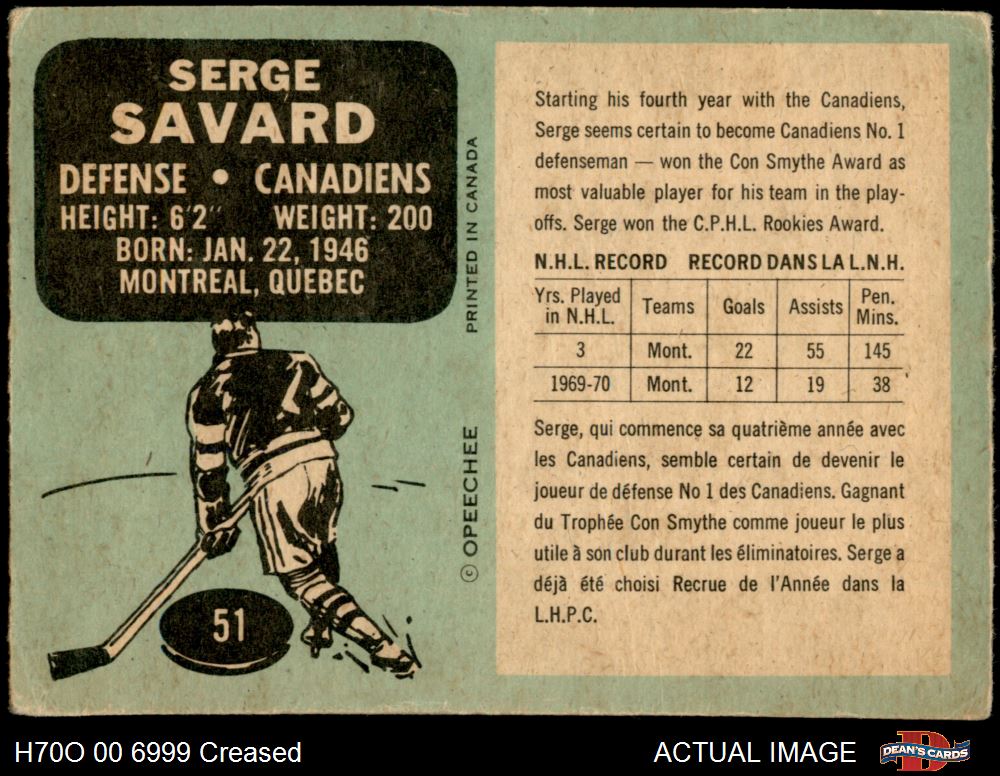 SERGE
SAVARD
DEFENSE • CANADIENS
HEIGHT: 6'2" WEIGHT: 200
BORN: JAN. 22, 1946
MONTREAL, QUEBEC
51
© OPEECHEE PRINTED IN CANADA
Starting his fourth year with the Canadiens,
Serge seems certain to become Canadiens No. 1
defenseman — won the Con Smythe Award as
most valuable player for his team in the play-
offs. Serge won the C.P.H.L. Rookies Award.
N.H.L. RECORD RECORD DANS LA L.N.H.
Yrs. Played in N.H.L. Teams Goals Assists Pen. Mins.
3 Mont. 22 55 145
1969-70 Mont. 12 19 38
Serge, qui commence sa quatrième année avec
les Canadiens, semble certain de devenir le
joueur de défense No 1 des Canadiens. Gagnant
du Trophée Con Smythe comme joueur le plus
utile à son club durant les éliminatoires. Serge a
déjà été choisi Recrue de l'Année dans la
L.H.P.C.
H70O 00 6999 Creased ACTUAL IMAGE DEAN'S CARDS